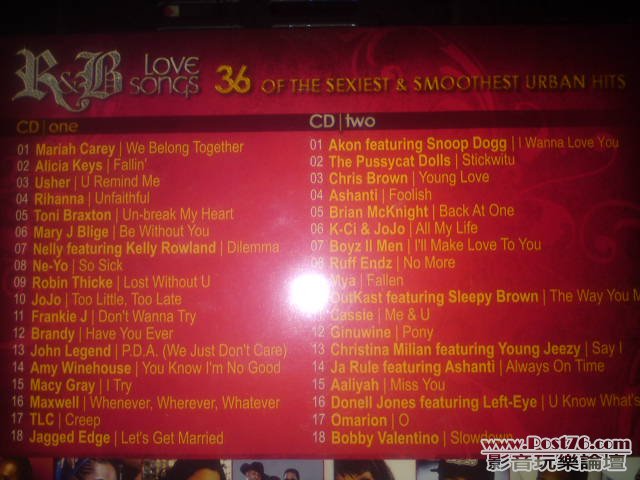 R&B LOVE SONGS 36 OF THE SEXIEST & SMOOTHEST URBAN HITS
CD | one
01 Mariah Carey | We Belong Together
02 Alicia Keys | Fallin'
03 Usher | U Remind Me
04 Rihanna | Unfaithful
05 Toni Braxton | Un-break My Heart
06 Mary J Blige | Be Without You
07 Nelly featuring Kelly Rowland | Dilemma
08 Ne-Yo | So Sick
09 Robin Thicke | Lost Without U
10 JoJo | Too Little, Too Late
11 Frankie J | Don't Wanna Try
12 Brandy | Have You Ever
13 John Legend | P.D.A. (We Just Don't Care)
14 Amy Winehouse | You Know I'm No Good
15 Macy Gray | I Try
16 Maxwell | Whenever, Wherever, Whatever
17 TLC | Creep
18 Jagged Edge | Let's Get Married
CD | two
01 Akon featuring Snoop Dogg | I Wanna Love You
02 The Pussycat Dolls | Stickwitu
03 Chris Brown | Young Love
04 Ashanti | Foolish
05 Brian McKnight | Back At One
06 K-Ci & JoJo | All My Life
07 Boyz II Men | I'll Make Love To You
08 Ruff Endz | No More
Mya | Fallen
OutKast featuring Sleepy Brown | The Way You M
11 Cassie | Me & U
12 Ginuwine | Pony
13 Christina Milian featuring Young Jeezy | Say I
14 Ja Rule featuring Ashanti | Always On Time
15 Aaliyah | Miss You
16 Donell Jones featuring Left-Eye | U Know What's
17 Omarion | O
18 Bobby Valentino | Slowdown
www.Post76.com
影音玩樂論壇